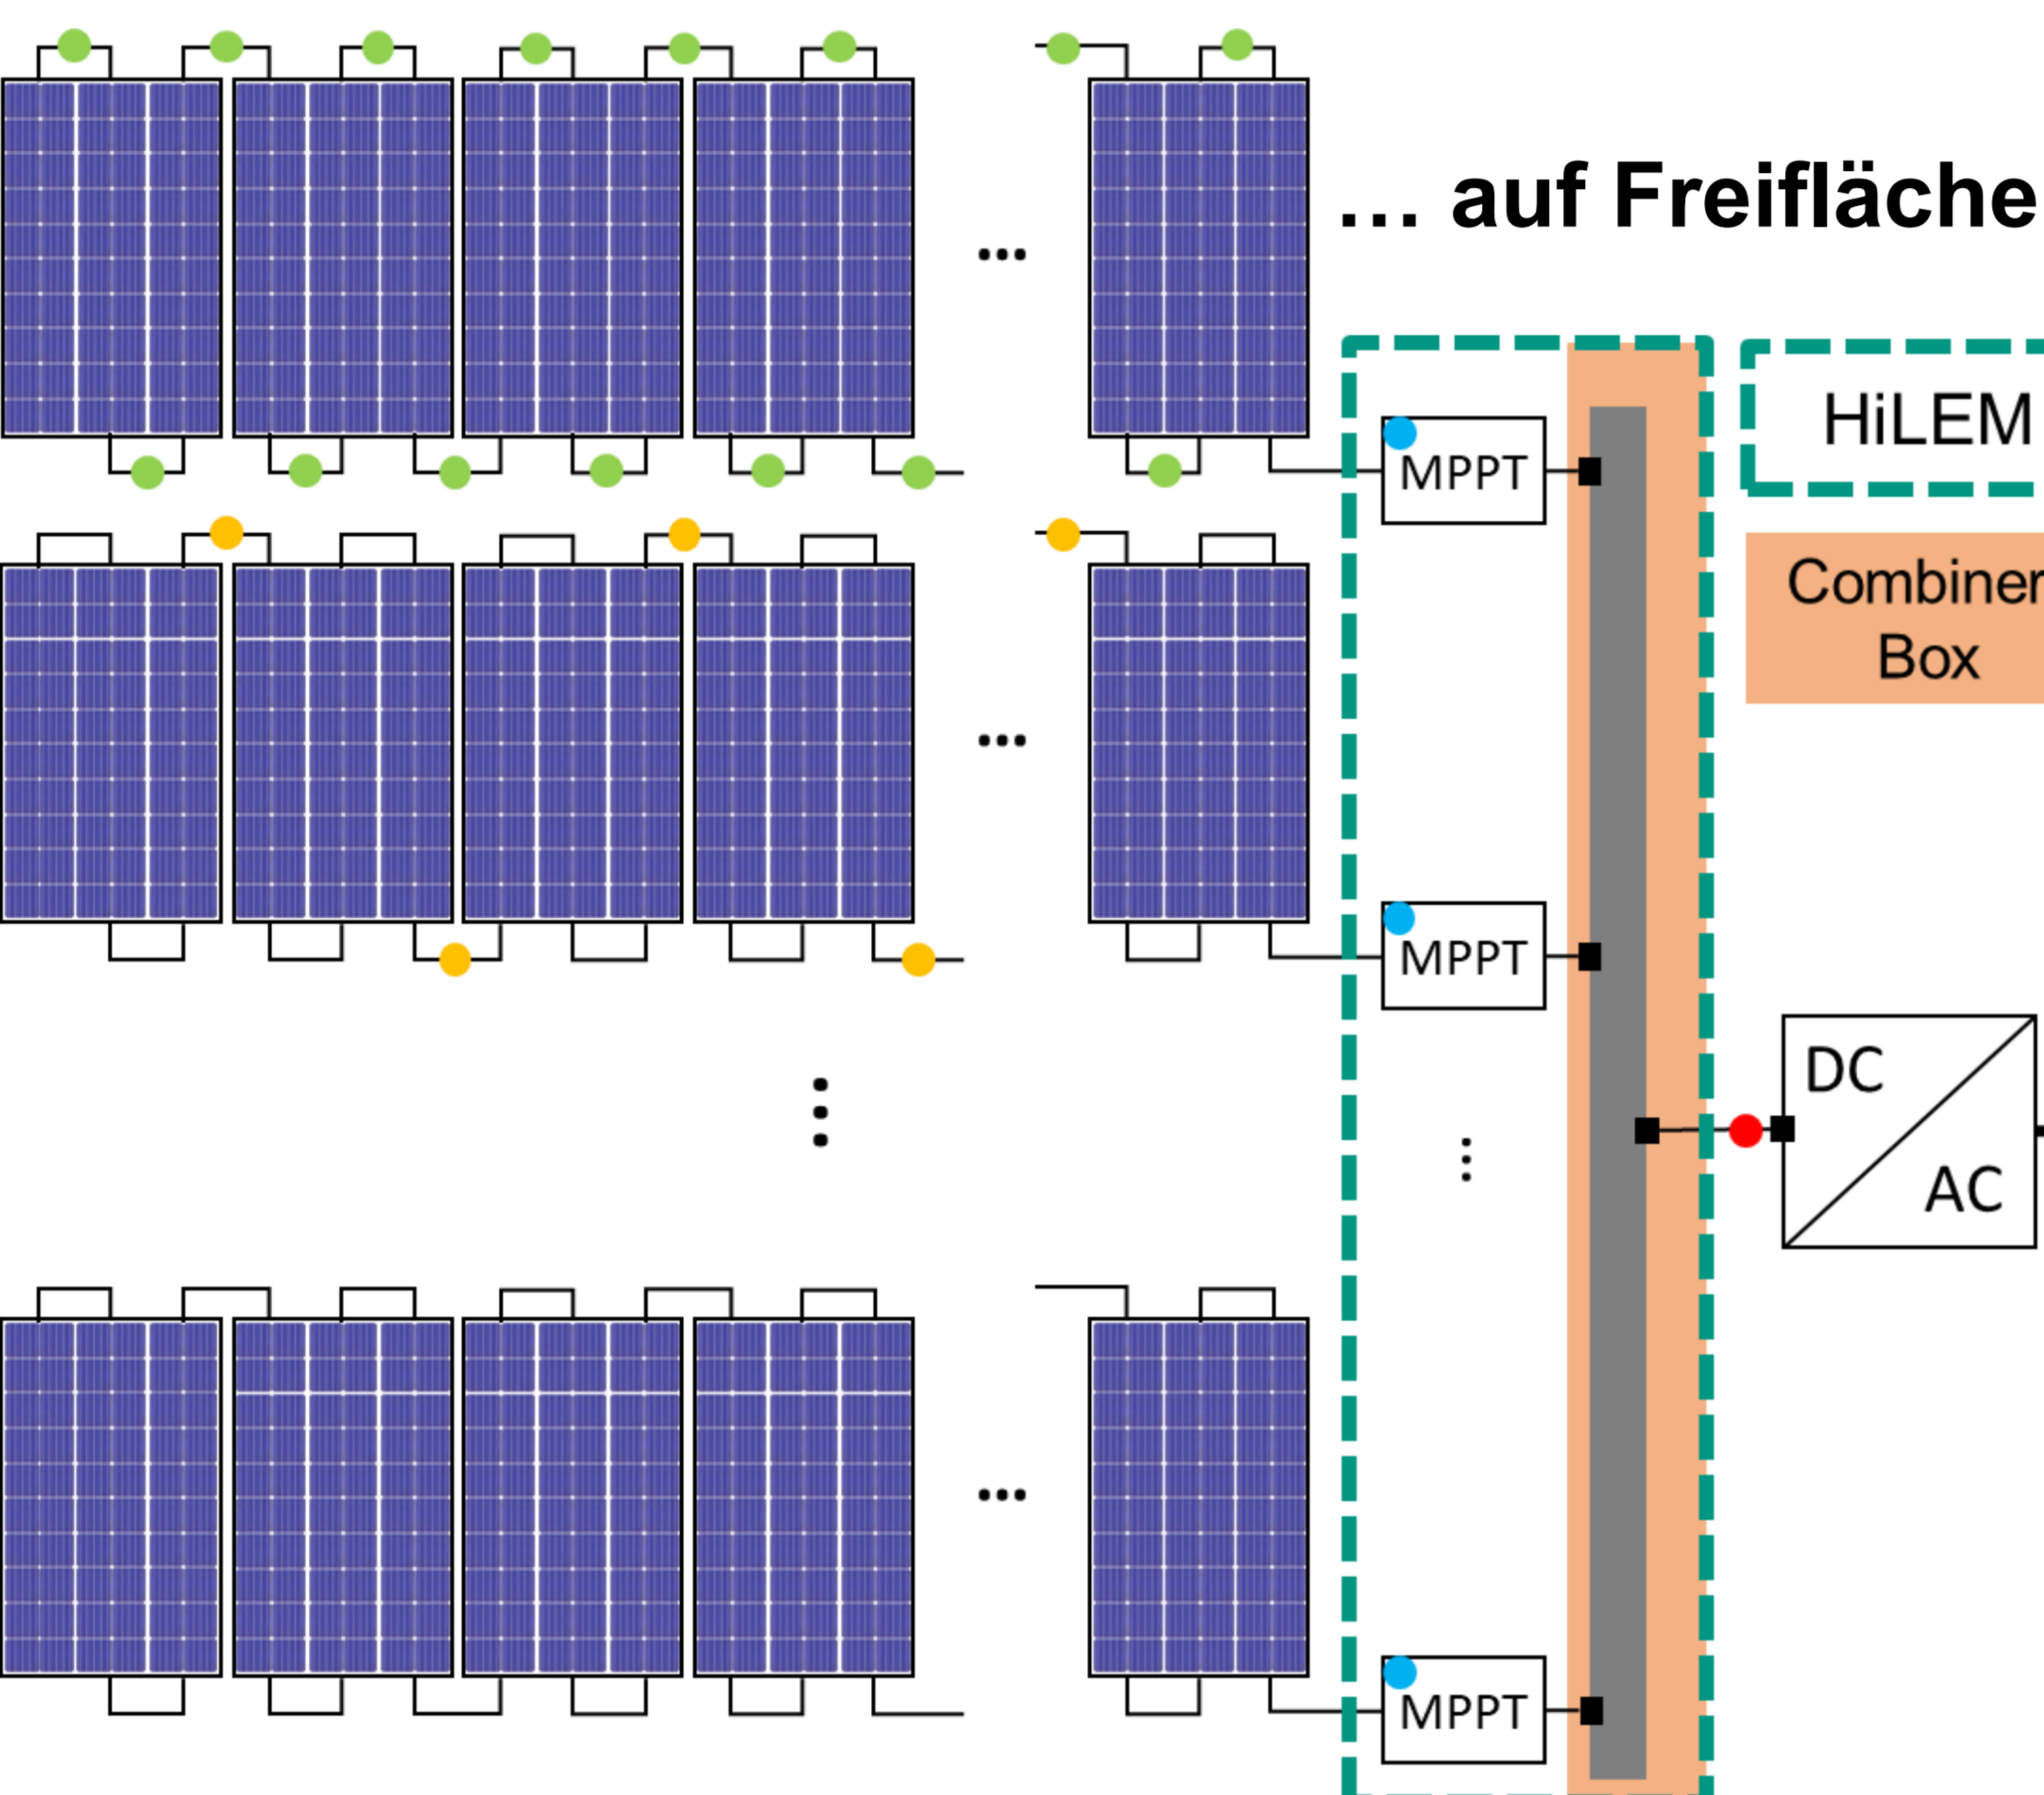 ... auf Freifläche
HiLEM
Combiner
Box
MPPT
MPPT
DC
AC
MPPT